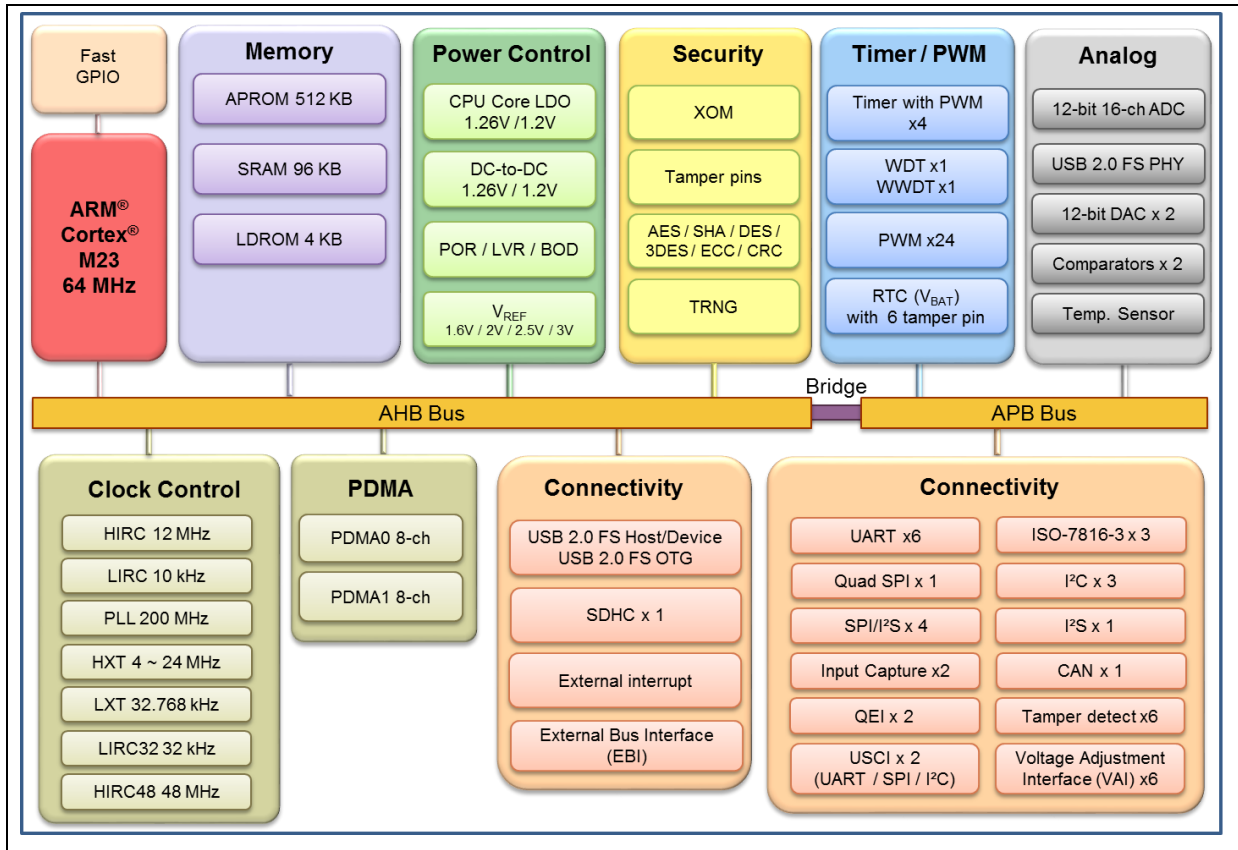 Fast
GPIO
ARM®
Cortex®
M23
64 MHz
Memory
APROM 512 KB
SRAM 96 KB
LDROM 4 KB
Power Control
CPU Core LDO
1.26V /1.2V
DC-to-DC
1.26V / 1.2V
POR / LVR / BOD
VREF
1.6V / 2V / 2.5V / 3V
Security
XOM
Tamper pins
AES / SHA / DES /
3DES / ECC / CRC
TRNG
Timer / PWM
Timer with PWM
x4
WDT x1
WWDT x1
PWM x24
RTC (VBAT)
with 6 tamper pin
Analog
12-bit 16-ch ADC
USB 2.0 FS PHY
12-bit DAC x 2
Comparators x 2
Temp. Sensor
AHB Bus
Bridge
APB Bus
Clock Control
HIRC 12 MHz
LIRC 10 kHz
PLL 200 MHz
HXT 4 ~ 24 MHz
LXT 32.768 kHz
LIRC32 32 kHz
HIRC48 48 MHz
PDMA
PDMA0 8-ch
PDMA1 8-ch
Connectivity
USB 2.0 FS Host/Device
USB 2.0 FS OTG
SDHC x 1
External interrupt
External Bus Interface
(EBI)
Connectivity
UART x6
Quad SPI x 1
SPI/I²S x 4
Input Capture x2
QEI x 2
USCI x 2
(UART / SPI / I²C)
ISO-7816-3 x 3
I²C x 3
I²S x 1
CAN x 1
Tamper detect x6
Voltage Adjustment
Interface (VAI) x6